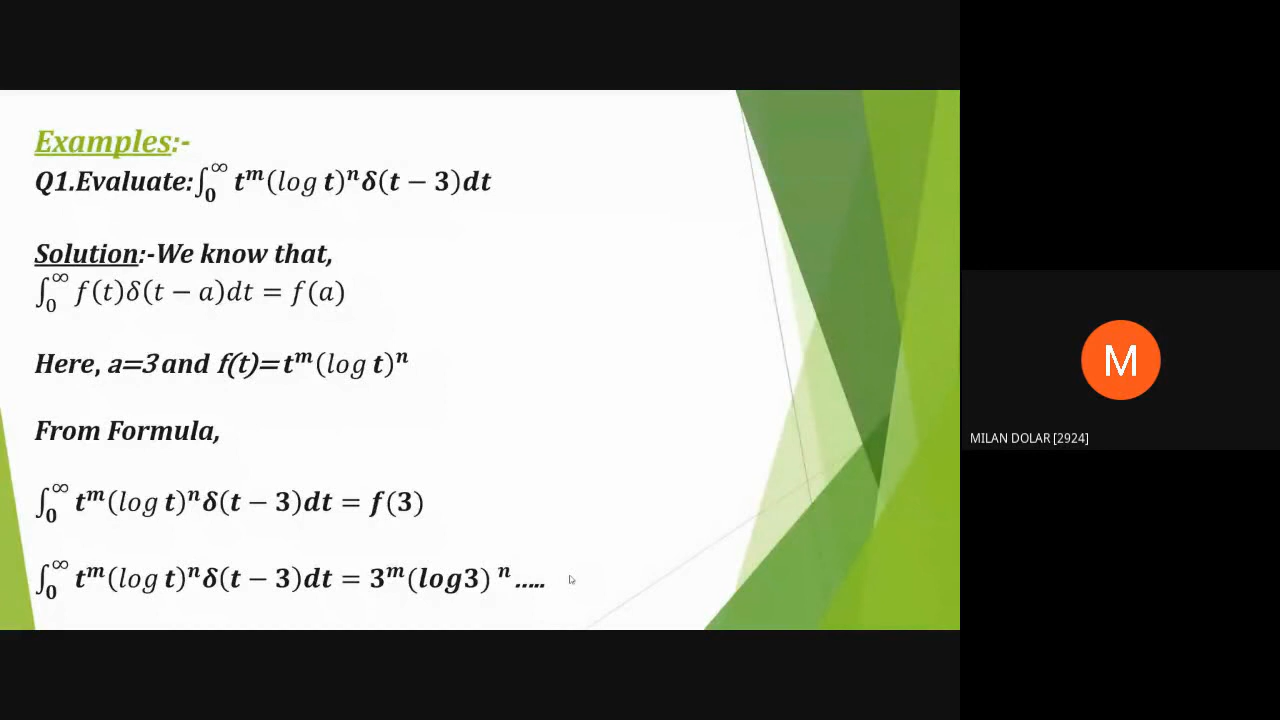 Examples:-
Q1.Evaluate:∫₀^∞ t^m(log t)^n δ(t − 3)dt
Solution:-We know that,
∫₀^∞ f(t)δ(t − a)dt = f(a)
Here, a=3 and f(t)= t^m(log t)^n
From Formula,
∫₀^∞ t^m(log t)^n δ(t − 3)dt = f(3)
∫₀^∞ t^m(log t)^n δ(t − 3)dt = 3^m(log3) ^n.....
M
MILAN DOLAR [2924]